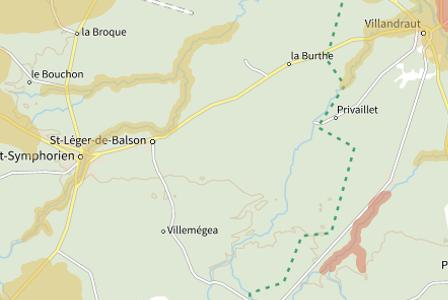 Villandraut
la Broque
la Burthe
le Bouchon
Privaillet
St-Léger-de-Balson
t-Symphorien
Villemégea
P